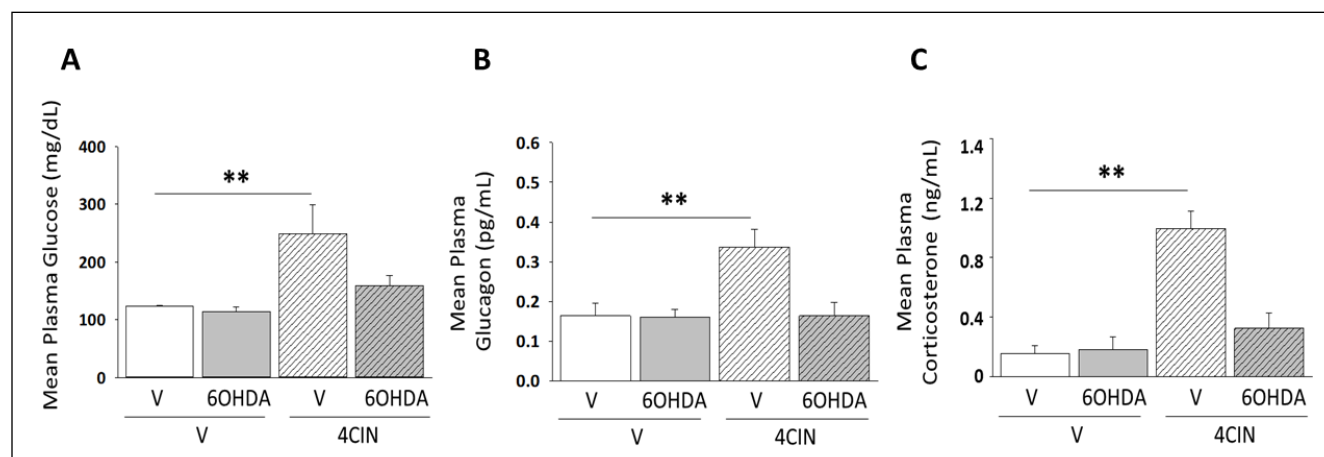 A
Mean Plasma Glucose (mg/dL)
400
300
200
100
0
**
V 6OHDA V 6OHDA
V 4CIN
B
Mean Plasma
Glucagon (pg/mL)
0.6
0.5
0.4
0.3
0.2
0.1
0.0
**
V 6OHDA V 6OHDA
V 4CIN
C
Mean Plasma
Corticosterone (ng/mL)
1.4
1.2
0.8
0.4
0
**
V 6OHDA V 6OHDA
V 4CIN